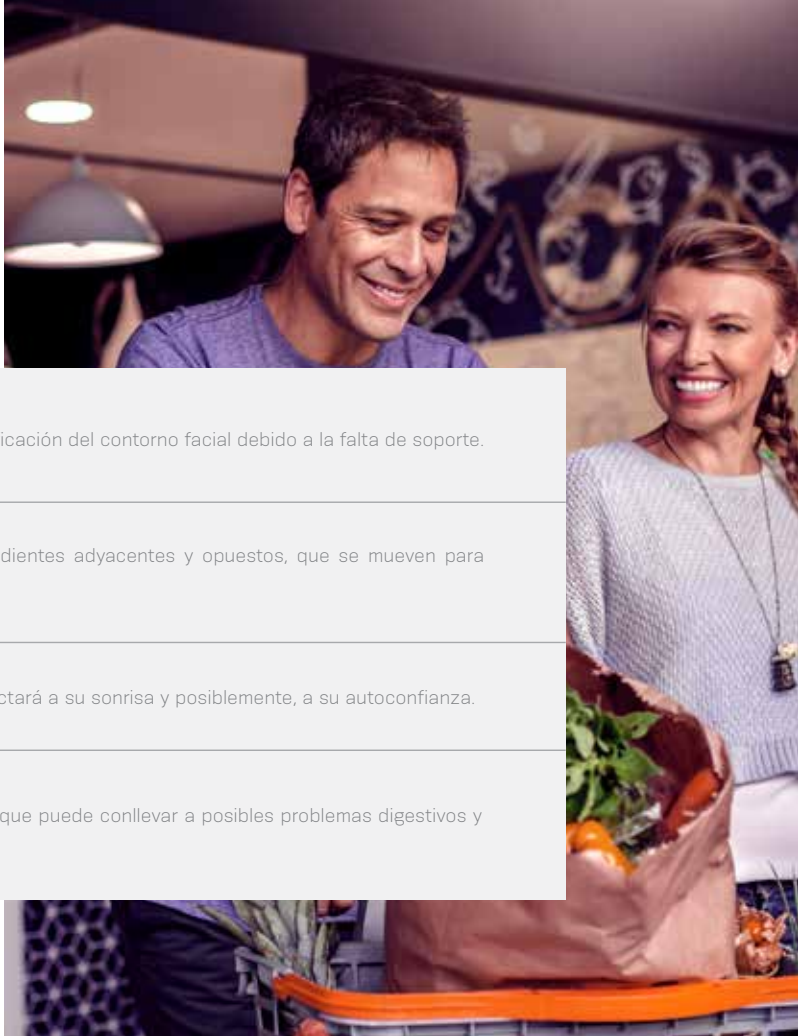 icación del contorno facial debido a la falta de soporte.
dientes adyacentes y opuestos, que se mueven para
ctará a su sonrisa y posiblemente, a su autoconfianza.
que puede conllevar a posibles problemas digestivos y